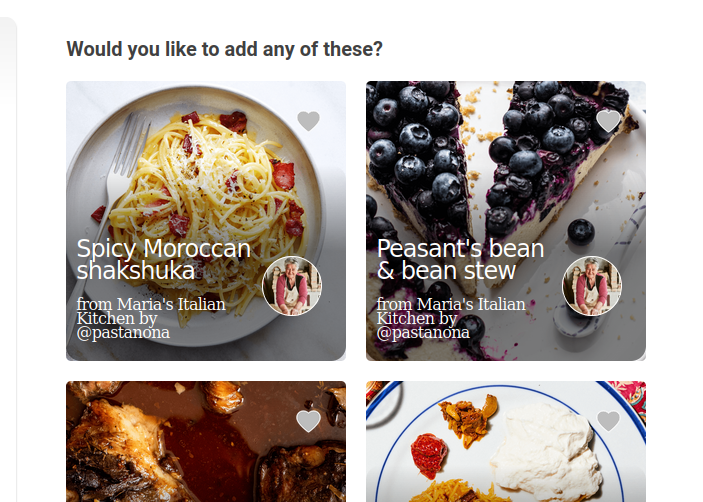 Would you like to add any of these?
Spicy Moroccan
shakshuka
from Maria's Italian
Kitchen by
@pastanona
Peasant's bean
& bean stew
from Maria's Italian
Kitchen by
@pastanona